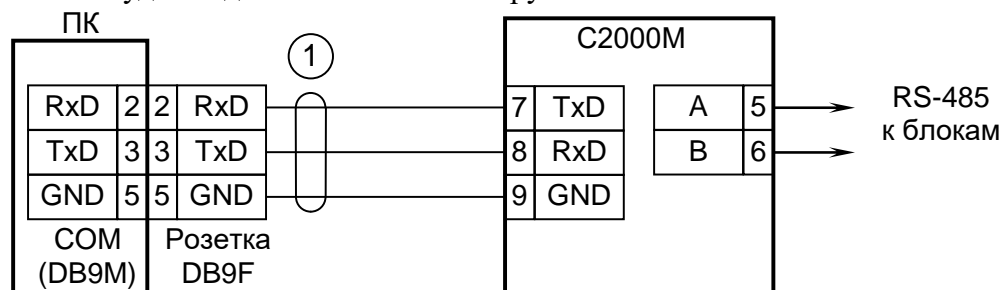 ПК
1
С2000М
RxD 2 2 RxD
7 TxD
A 5
RS-485
к блокам
TxD 3 3 TxD
8 RxD
B 6
GND 5 5 GND
9 GND
COM
(DB9M)
Розетка
DB9F